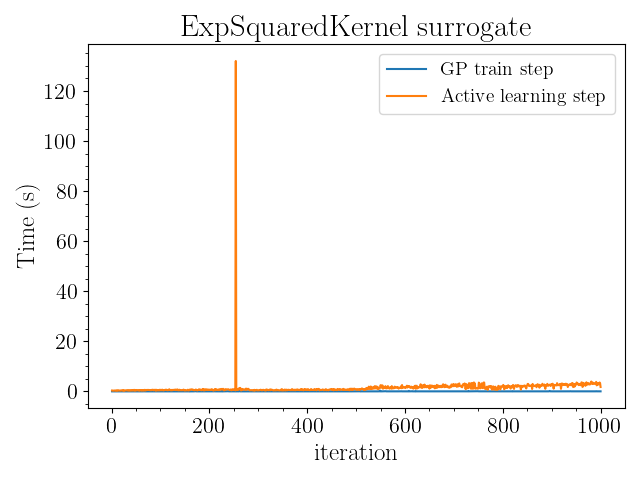 ExpSquaredKernel surrogate
GP train step
Active learning step
120
100
80
60
40
20
0
Time (s)
0 200 400 600 800 1000
iteration